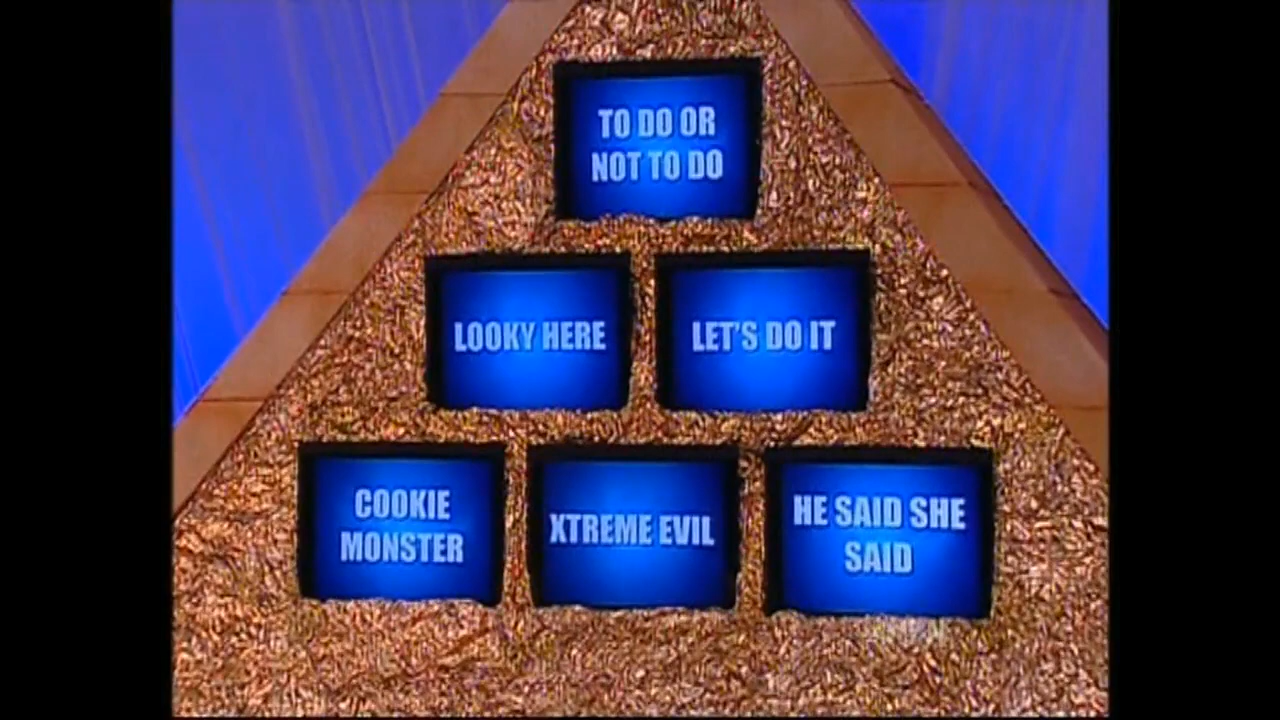 TO DO OR
NOT TO DO
LOOKY HERE
LET'S DO IT
COOKIE
MONSTER
XTREME EVIL
HE SAID SHE
SAID